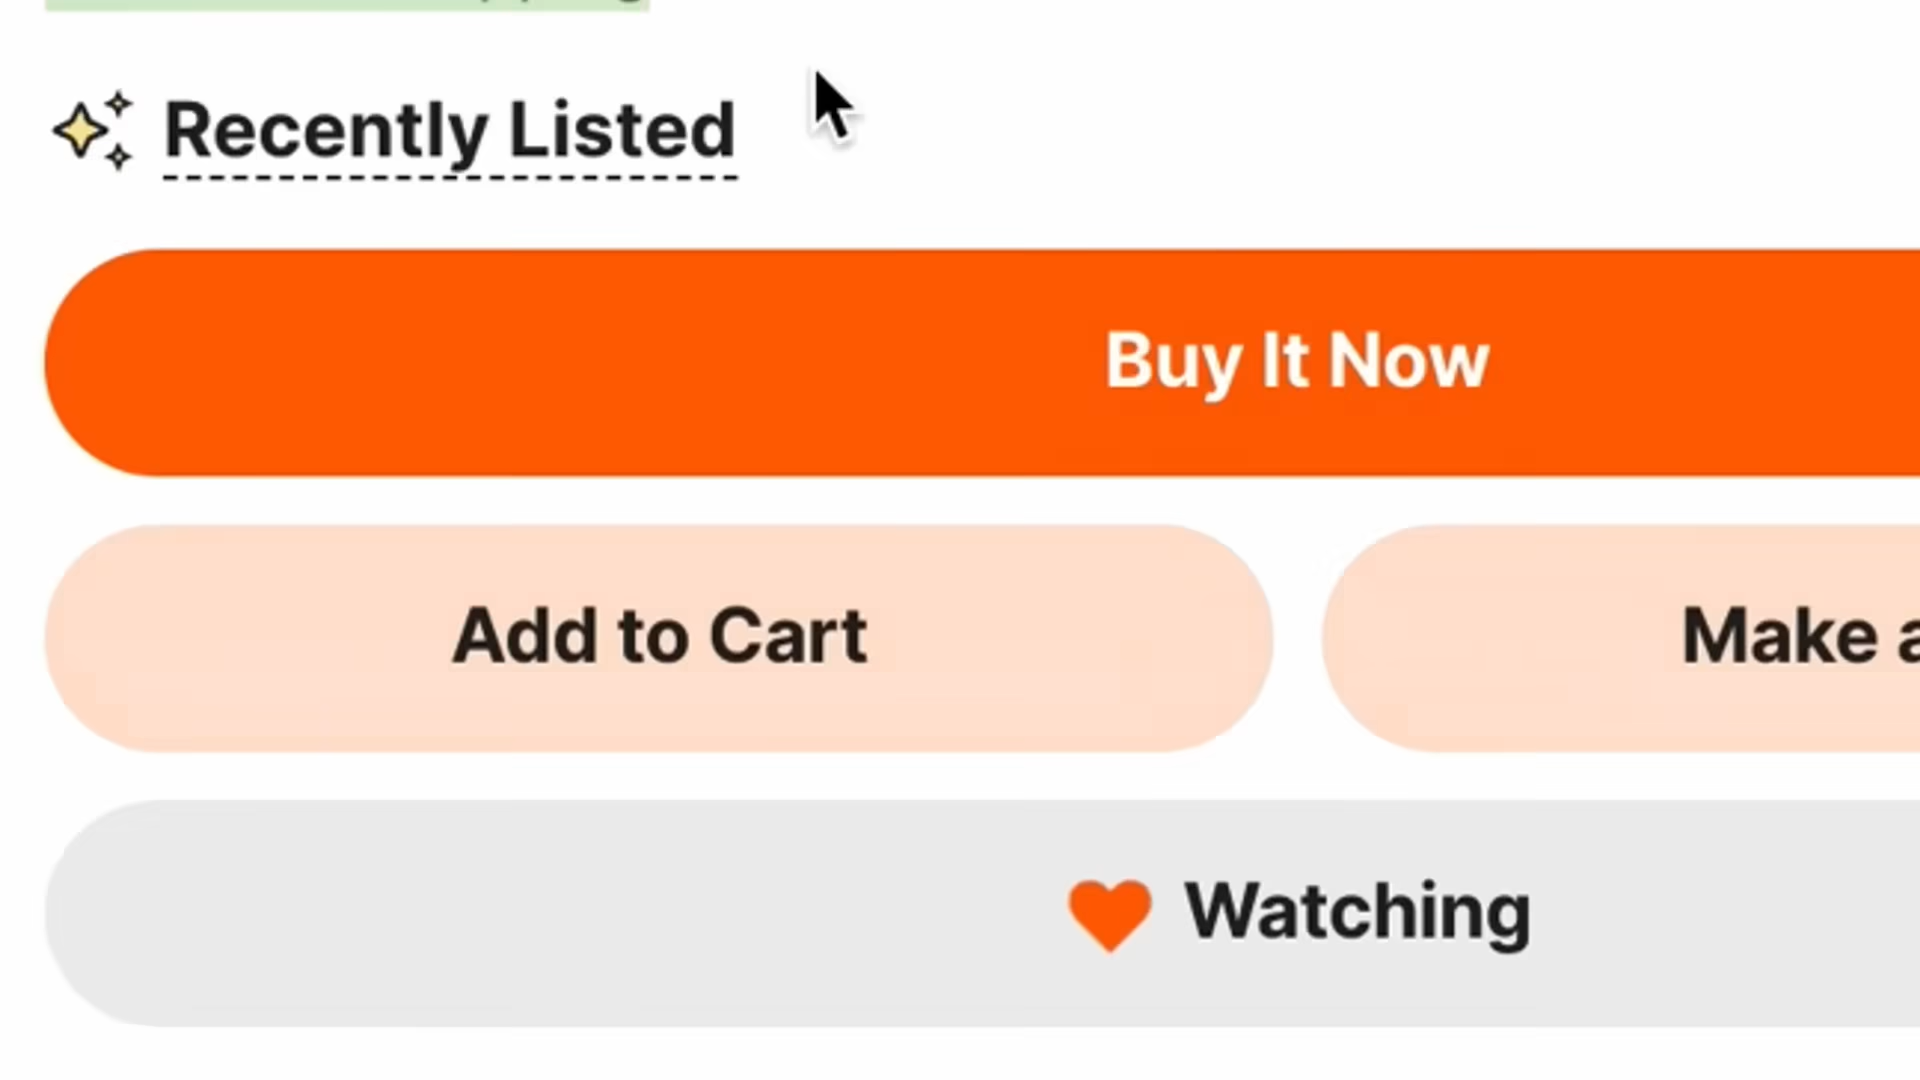 Recently Listed
Buy It Now
Add to Cart
Make a
Watching